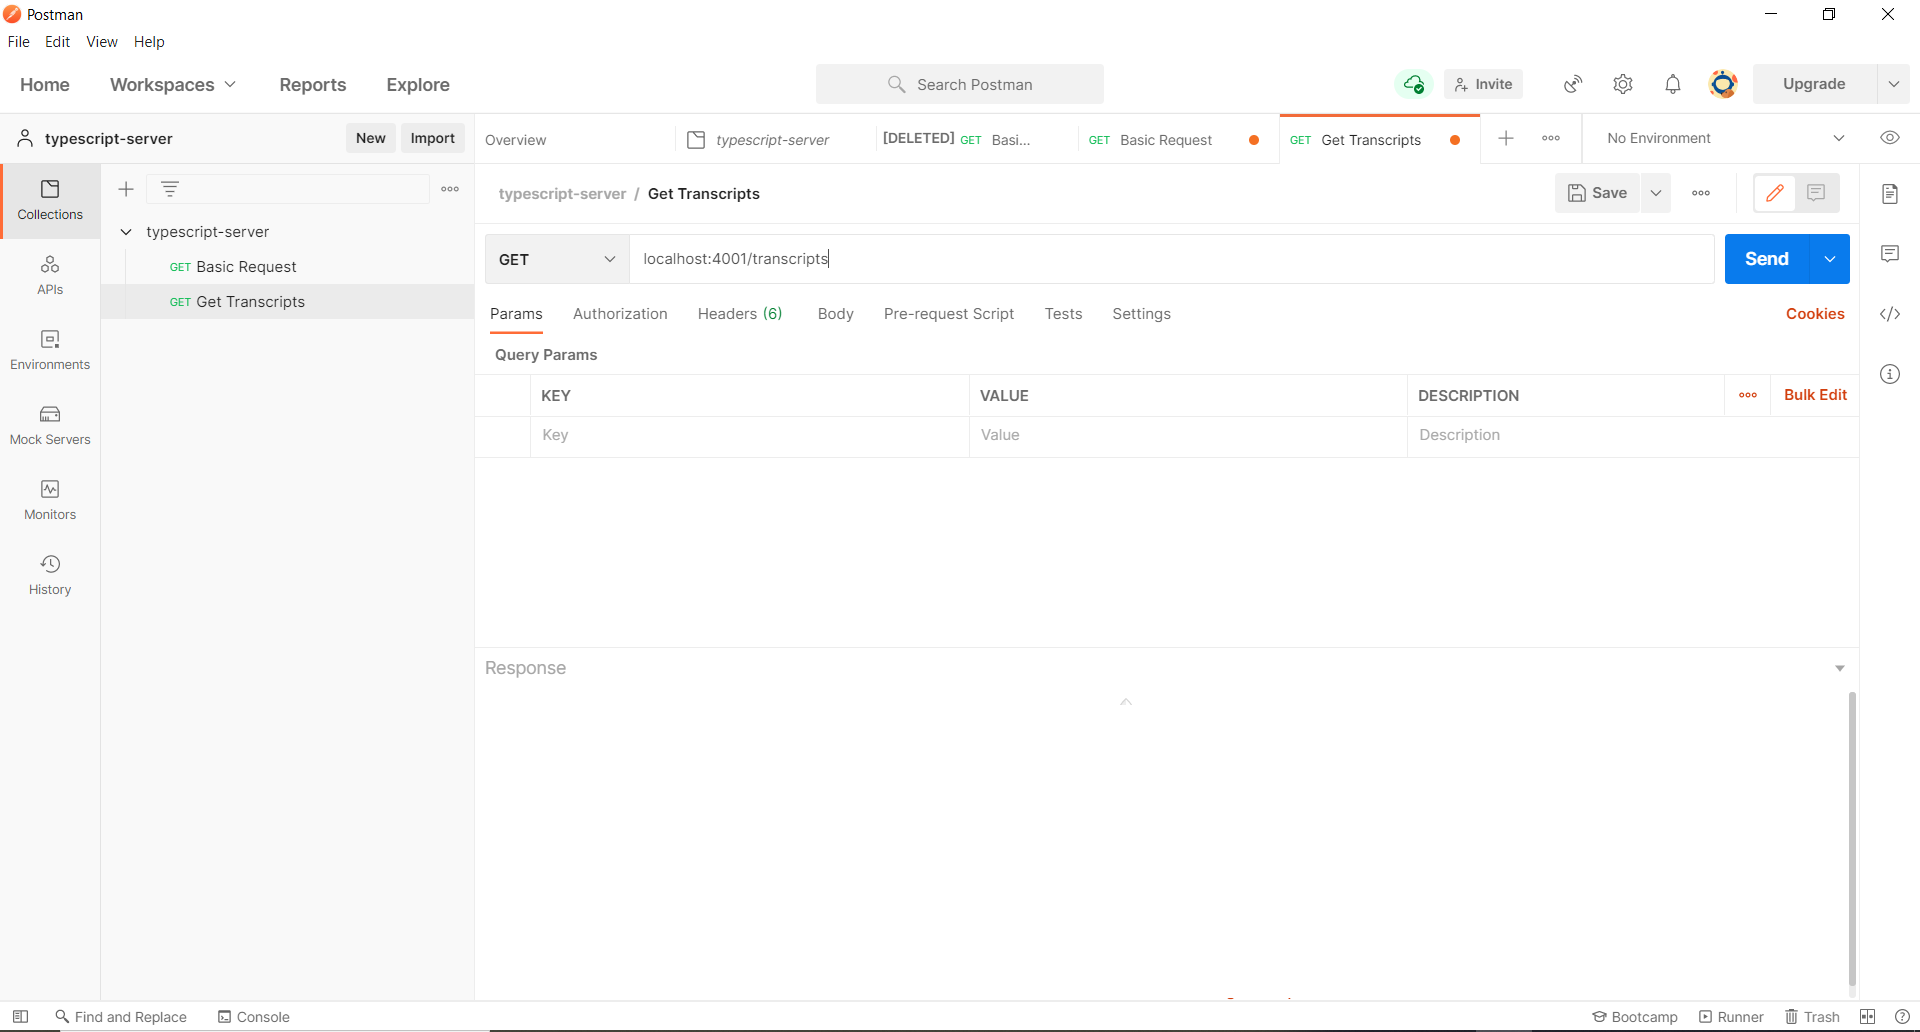 Postman
File Edit View Help
Home Workspaces Reports Explore Search Postman Invite Upgrade
typescript-server New Import Overview typescript-server [DELETED] GET Basi... GET Basic Request GET Get Transcripts No Environment
typescript-server / Get Transcripts Save
Collections
typescript-server
GET Basic Request
GET Get Transcripts
APIs
Environments
Mock Servers
Monitors
History
GET localhost:4001/transcripts Send
Params Authorization Headers (6) Body Pre-request Script Tests Settings Cookies
Query Params
KEY VALUE DESCRIPTION Bulk Edit
Key Value Description
Response
Find and Replace Console Bootcamp Runner Trash